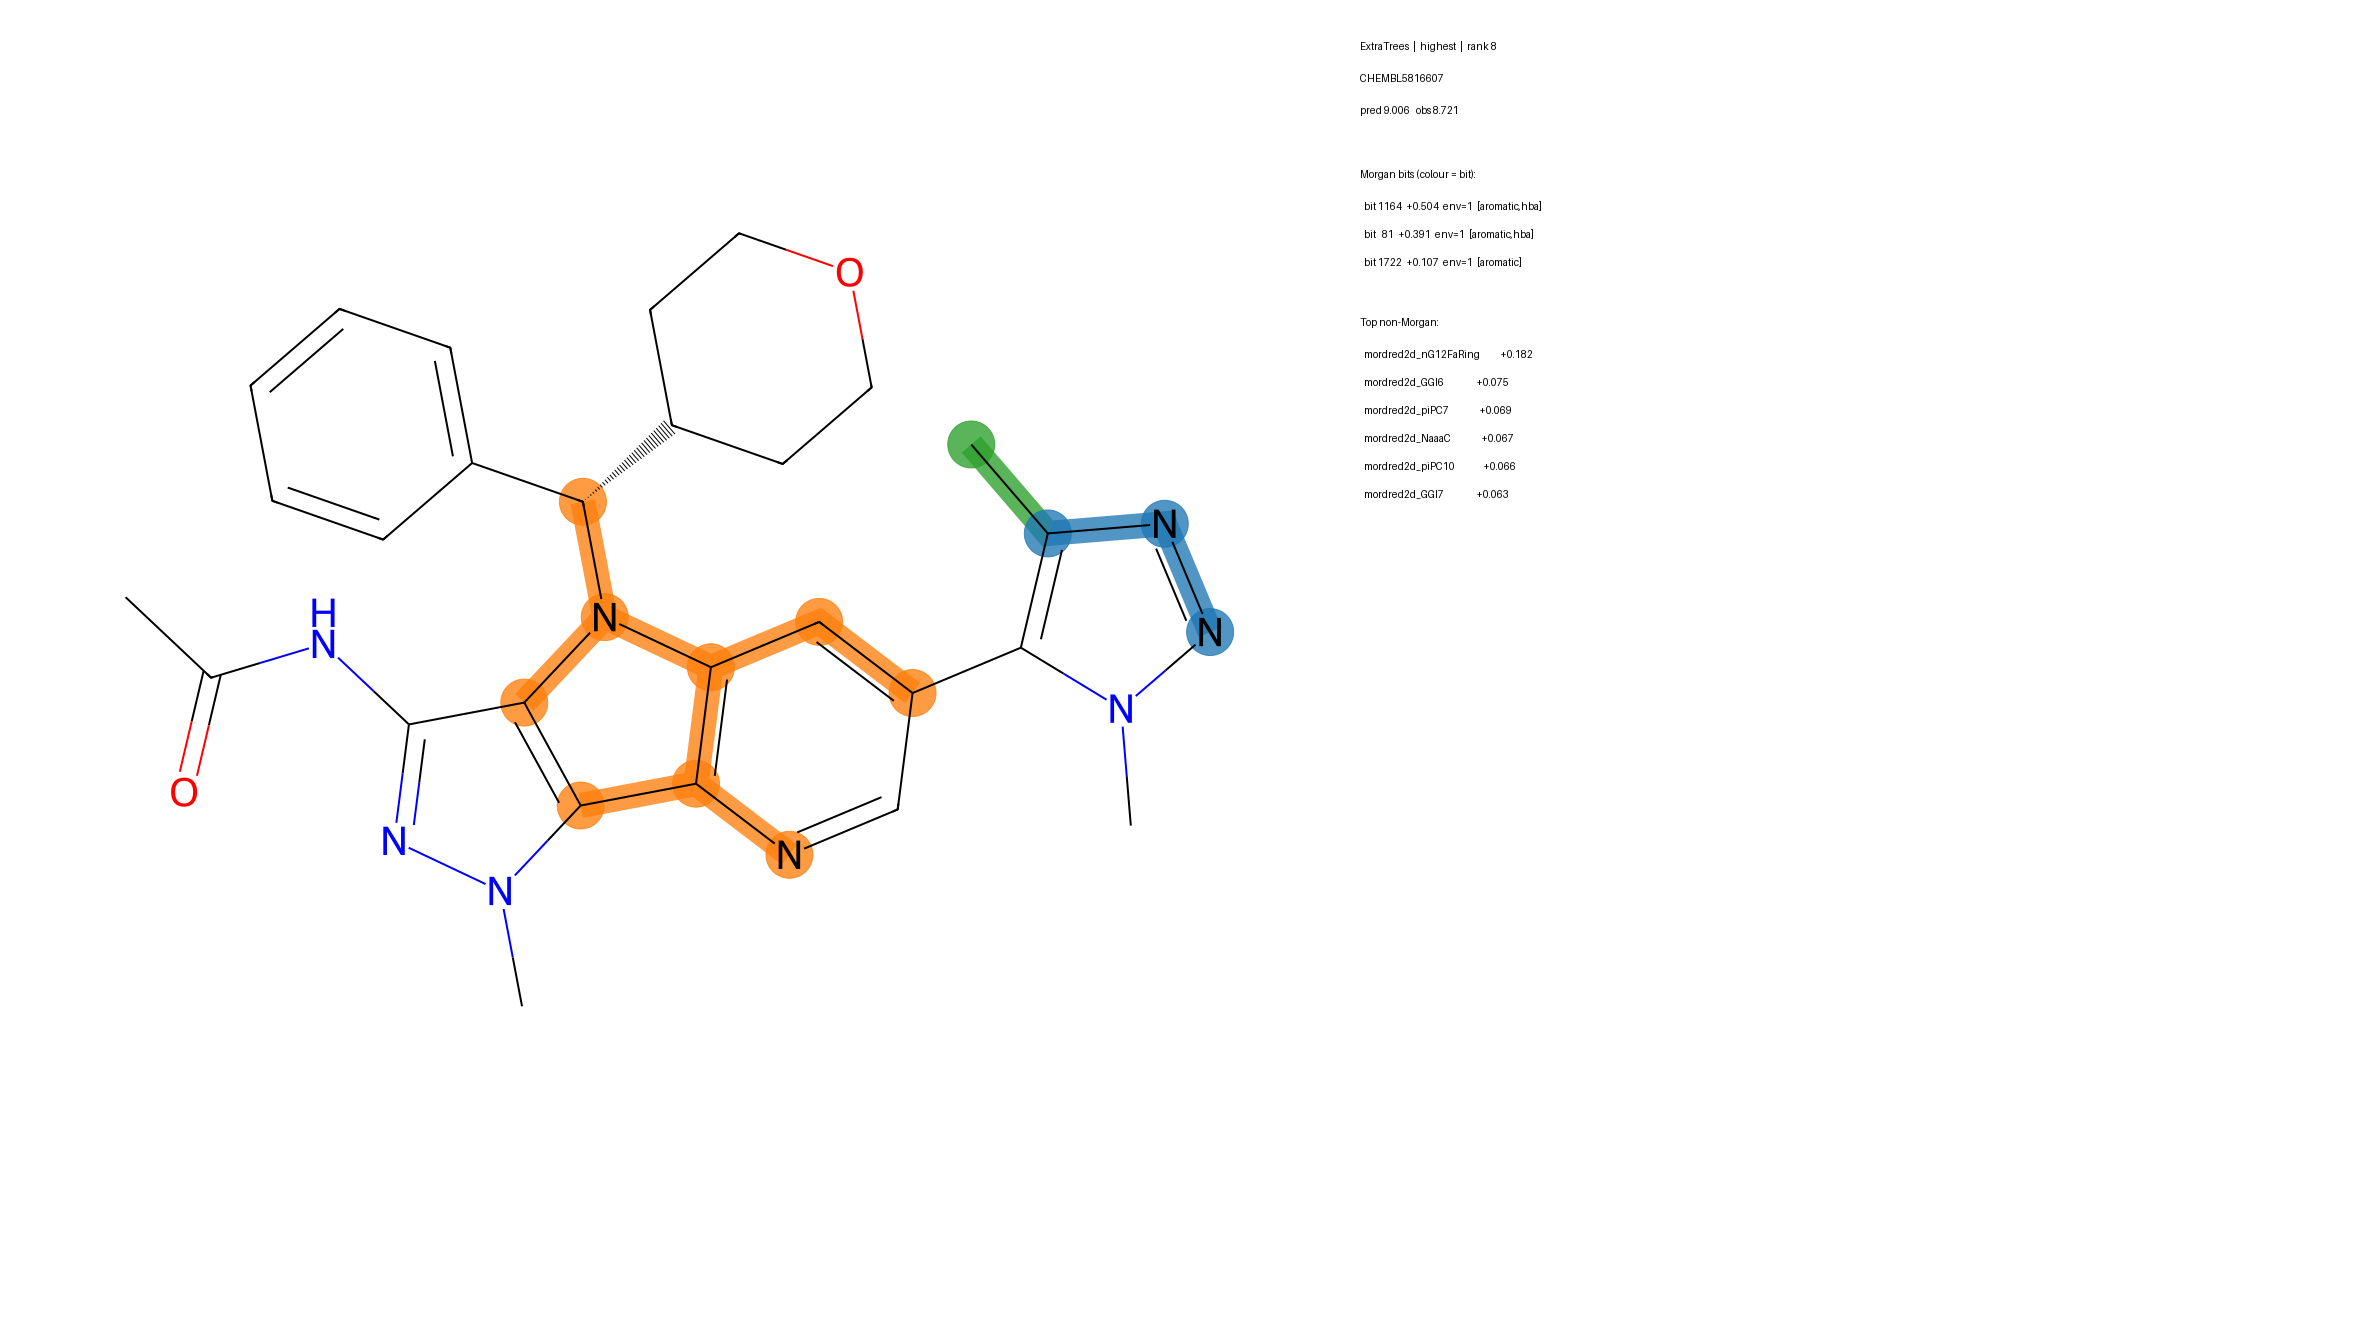 ExtraTrees | highest | rank 8
CHEMBL5816607
pred 9.006 obs 8.721
Morgan bits (colour = bit):
bit 1164 +0.504 env=1 [aromatic,hba]
bit 81 +0.391 env=1 [aromatic,hba]
bit 1722 +0.107 env=1 [aromatic]
Top non-Morgan:
mordred2d_nG12FaRing +0.182
mordred2d_GGI6 +0.075
mordred2d_piPC7 +0.069
mordred2d_NaaaC +0.067
mordred2d_piPC10 +0.066
mordred2d_GGI7 +0.063
O
N
H
N
N
N
O
N
N
N
N